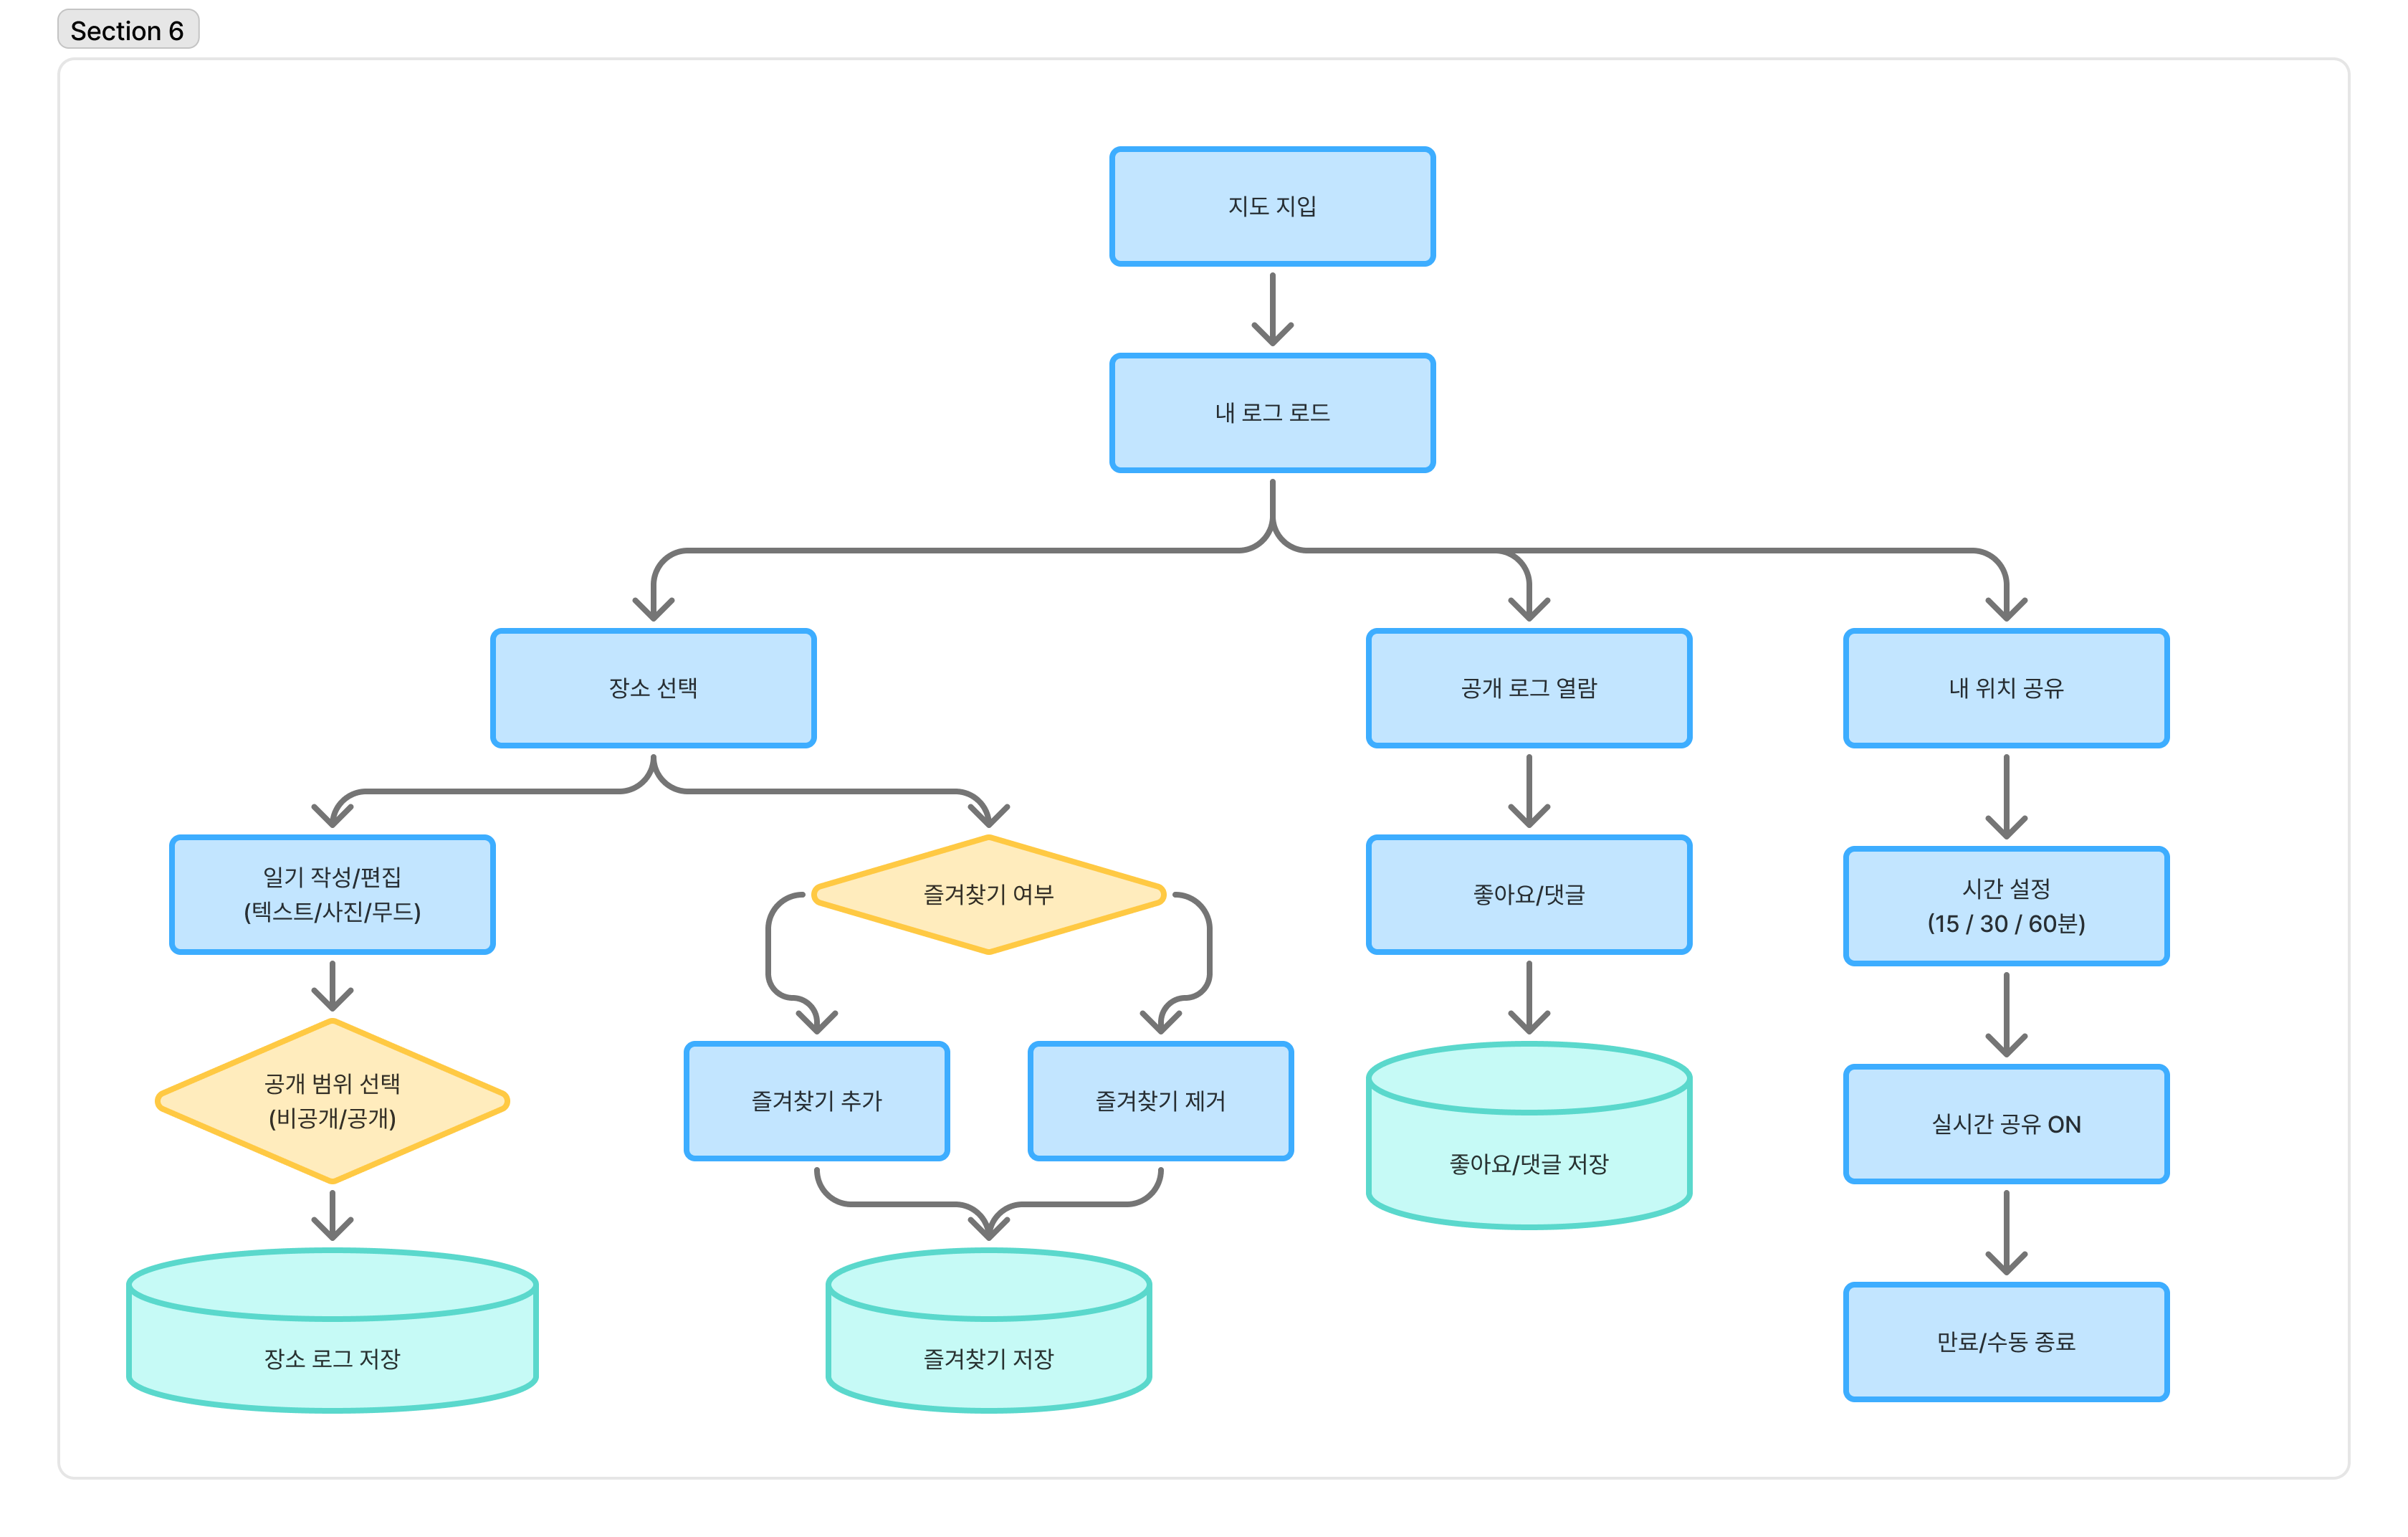 Section 6
지도 지입
내 로그 로드
장소 선택
공개 로그 열람
내 위치 공유
일기 작성/편집
(텍스트/사진/무드)
즐겨찾기 여부
좋아요/댓글
시간 설정
(15 / 30 / 60분)
공개 범위 선택
(비공개/공개)
즐겨찾기 추가
즐겨찾기 제거
좋아요/댓글 저장
실시간 공유 ON
장소 로그 저장
즐겨찾기 저장
만료/수동 종료